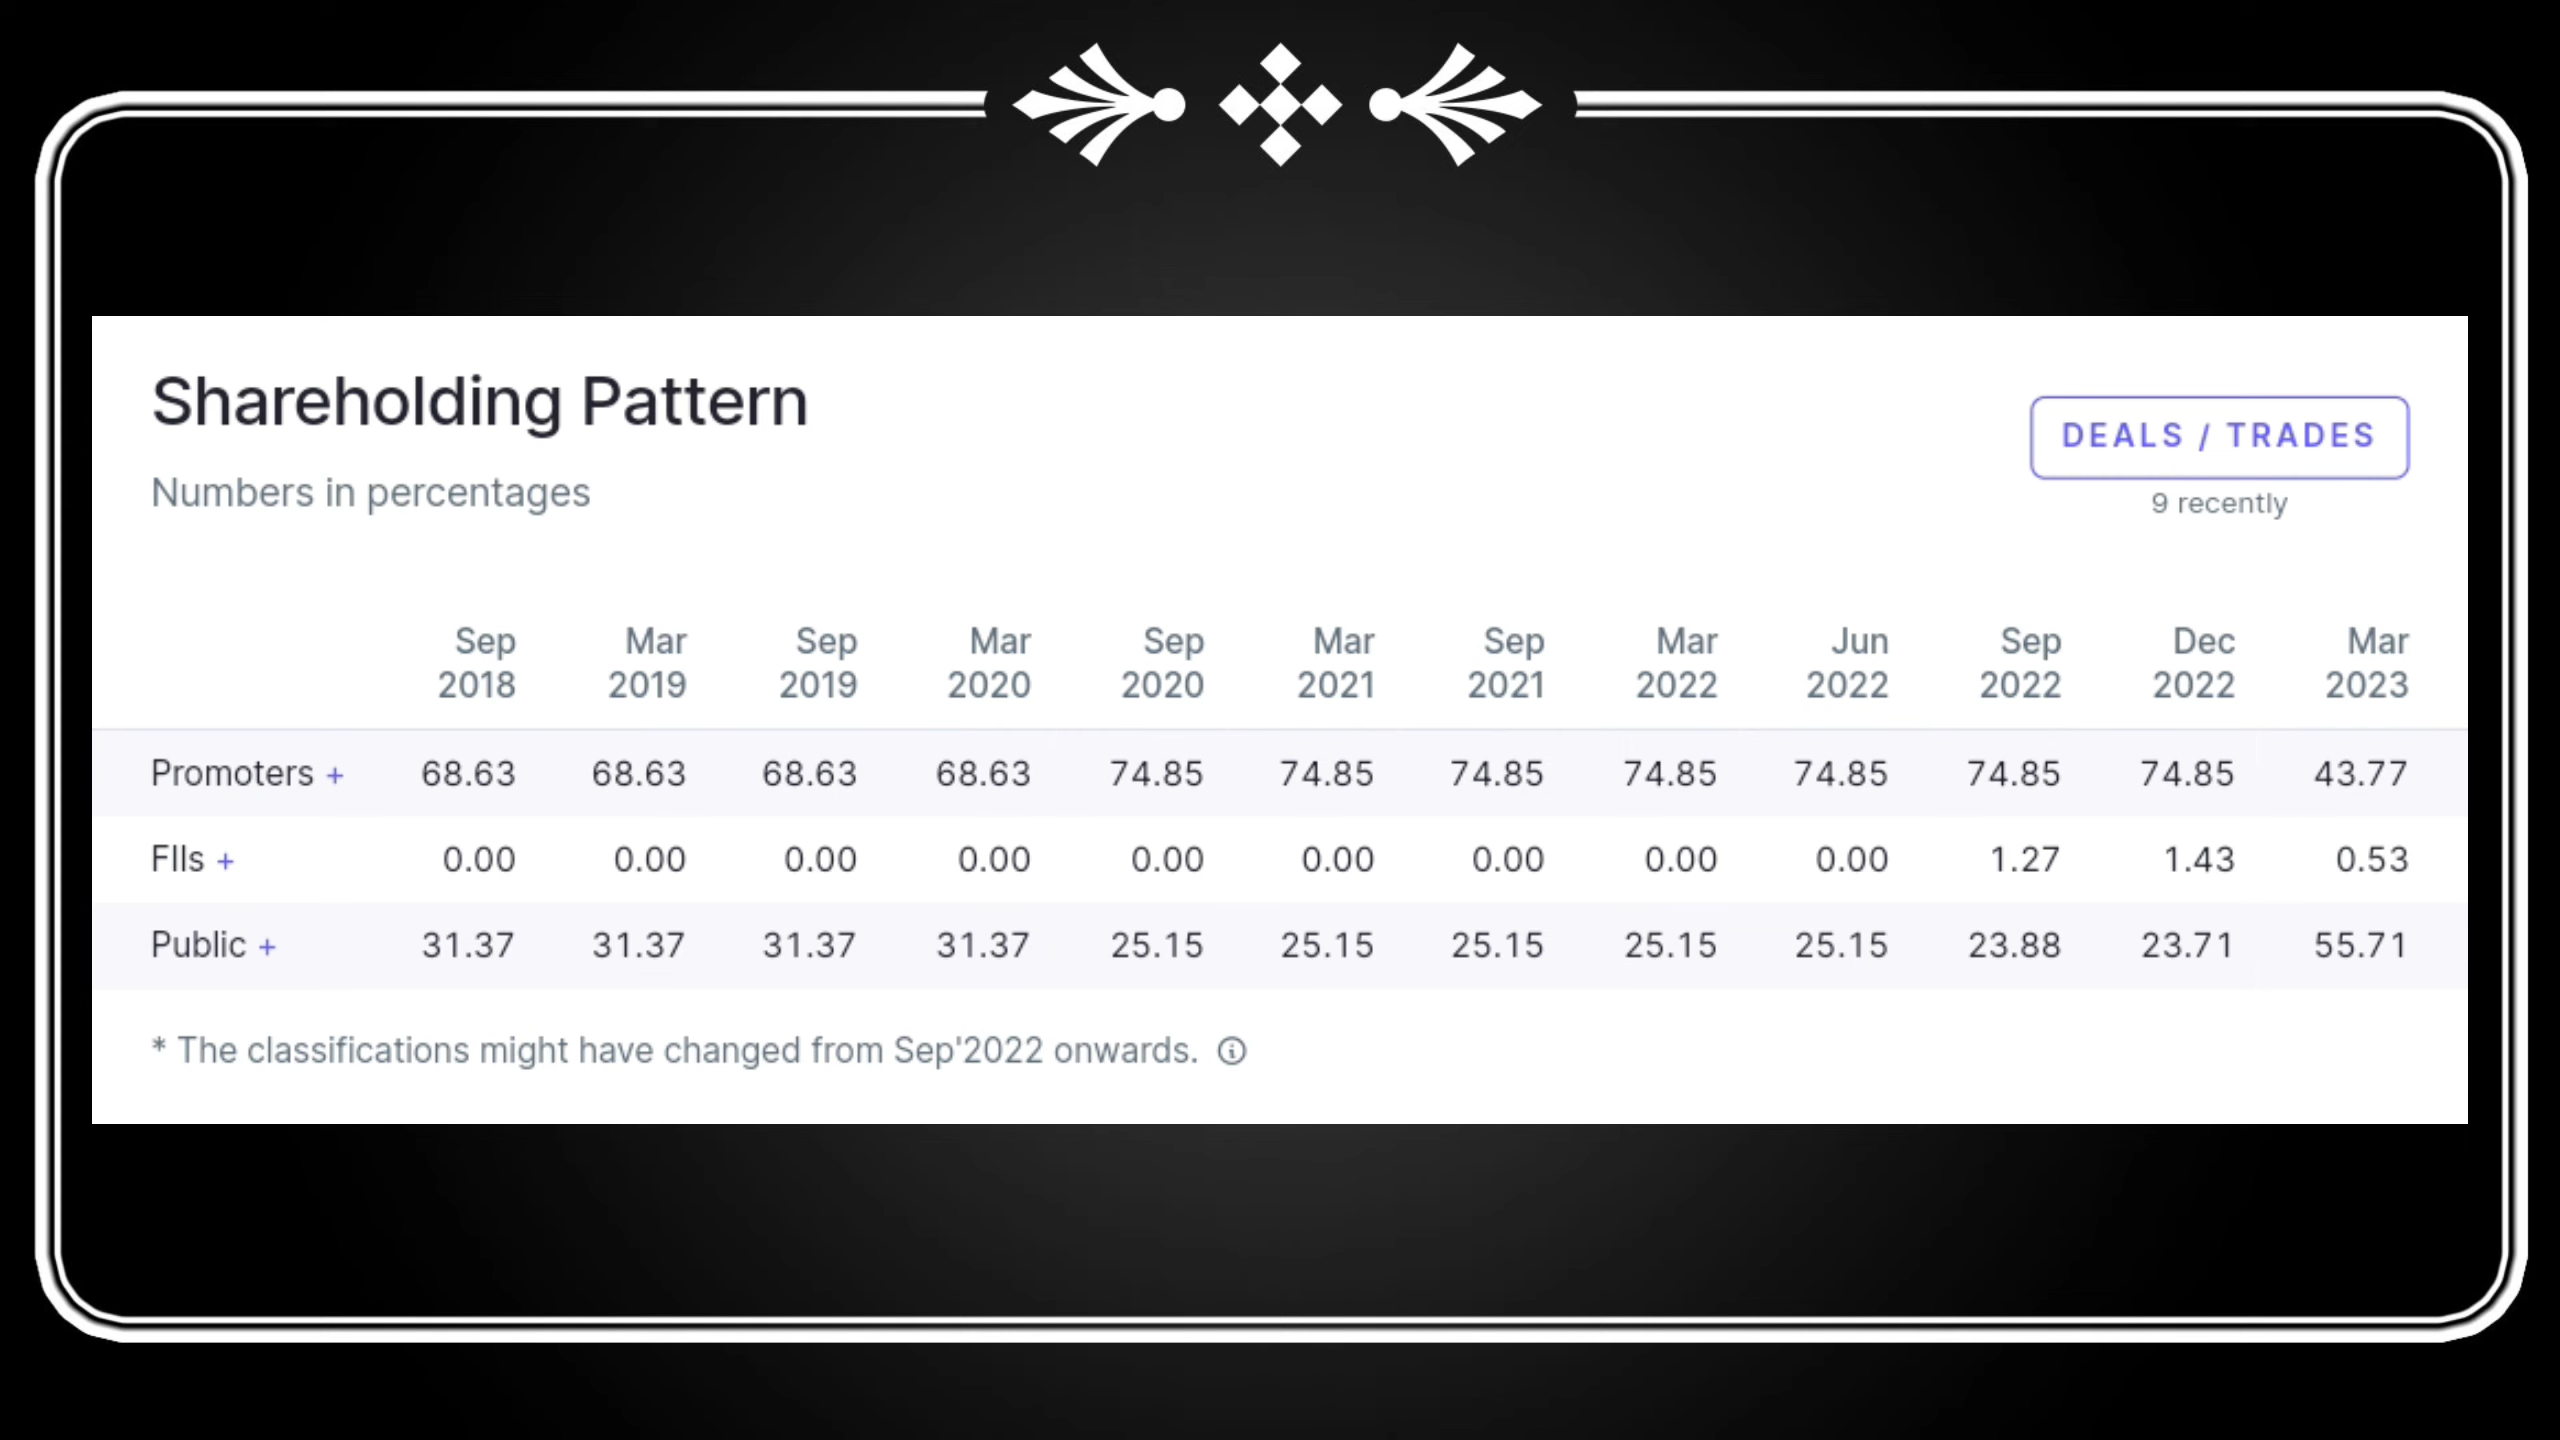 Shareholding Pattern
DEALS / TRADES
Numbers in percentages
9 recently
Sep 2018 Mar 2019 Sep 2019 Mar 2020 Sep 2020 Mar 2021 Sep 2021 Mar 2022 Jun 2022 Sep 2022 Dec 2022 Mar 2023
Promoters + 68.63 68.63 68.63 68.63 74.85 74.85 74.85 74.85 74.85 74.85 74.85 43.77
FIIs + 0.00 0.00 0.00 0.00 0.00 0.00 0.00 0.00 0.00 1.27 1.43 0.53
Public + 31.37 31.37 31.37 31.37 25.15 25.15 25.15 25.15 25.15 23.88 23.71 55.71
* The classifications might have changed from Sep'2022 onwards.